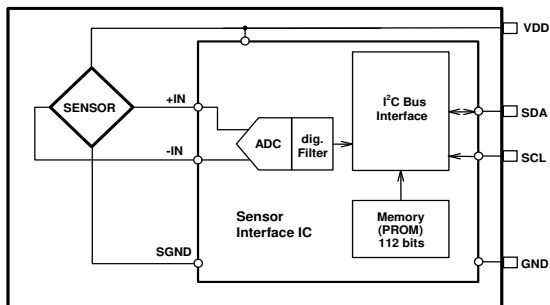 VDD
SENSOR
+IN
-IN
ADC
dig.
Filter
I²C Bus
Interface
SDA
SCL
Sensor
Interface IC
Memory
(PROM)
112 bits
SGND
GND